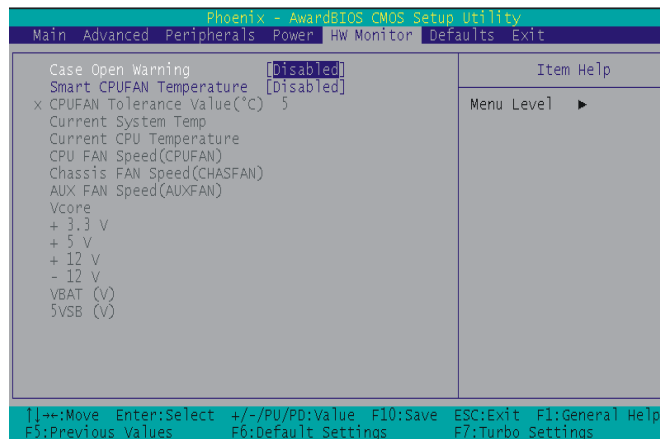 Phoenix - AwardBIOS CMOS Setup Utility
Main Advanced Peripherals Power HW Monitor Defaults Exit
Case Open Warning [Disabled]
Smart CPUFAN Temperature [Disabled]
x CPUFAN Tolerance Value(°C) 5
Current System Temp
Current CPU Temperature
CPU FAN Speed(CPUFAN)
Chassis FAN Speed(CHASFAN)
AUX FAN Speed(AUXFAN)
Vcore
+ 3.3 V
+ 5 V
+ 12 V
- 12 V
VBAT (V)
5VSB (V)
Item Help
Menu Level ►
↑↓→←:Move Enter:Select +/-/PU/PD:Value F10:Save ESC:Exit F1:General Help
F5:Previous Values F6:Default Settings F7:Turbo Settings